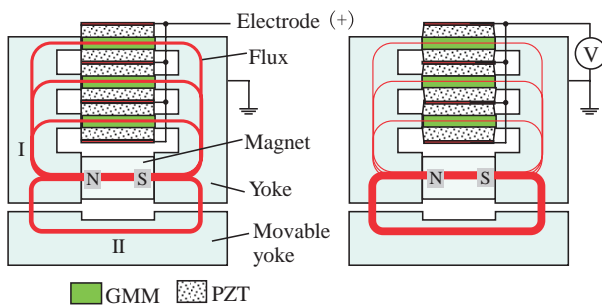 Electrode (+)
Flux
I
Magnet
N S
Yoke
II
Movable
yoke
V
N S
GMM PZT